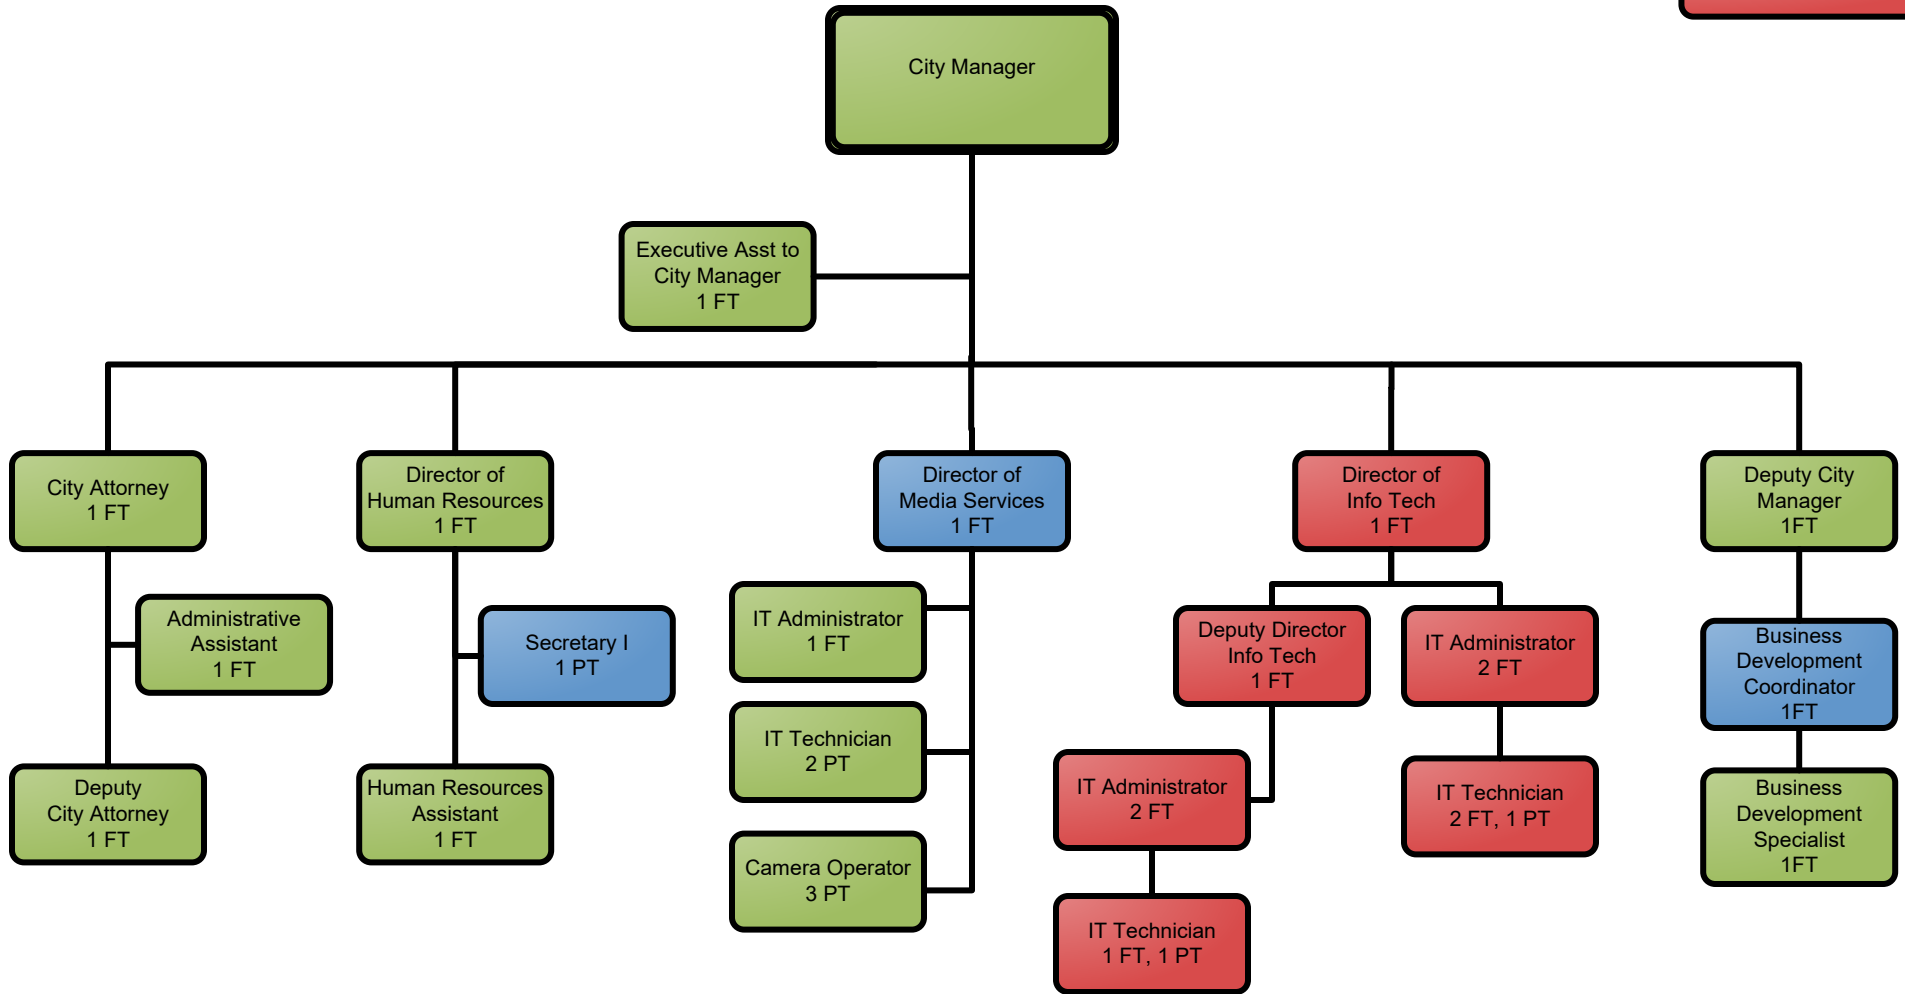 City Manager
Executive Asst to
City Manager
1 FT
City Attorney
1 FT
Director of
Human Resources
1 FT
Director of
Media Services
1 FT
Director of
Info Tech
1 FT
Deputy City
Manager
1FT
Administrative
Assistant
1 FT
Secretary I
1 PT
IT Administrator
1 FT
Deputy Director
Info Tech
1 FT
IT Administrator
2 FT
Business
Development
Coordinator
1FT
Deputy
City Attorney
1 FT
Human Resources
Assistant
1 FT
IT Technician
2 PT
IT Administrator
2 FT
IT Technician
2 FT, 1 PT
Business
Development
Specialist
1FT
Camera Operator
3 PT
IT Technician
1 FT, 1 PT